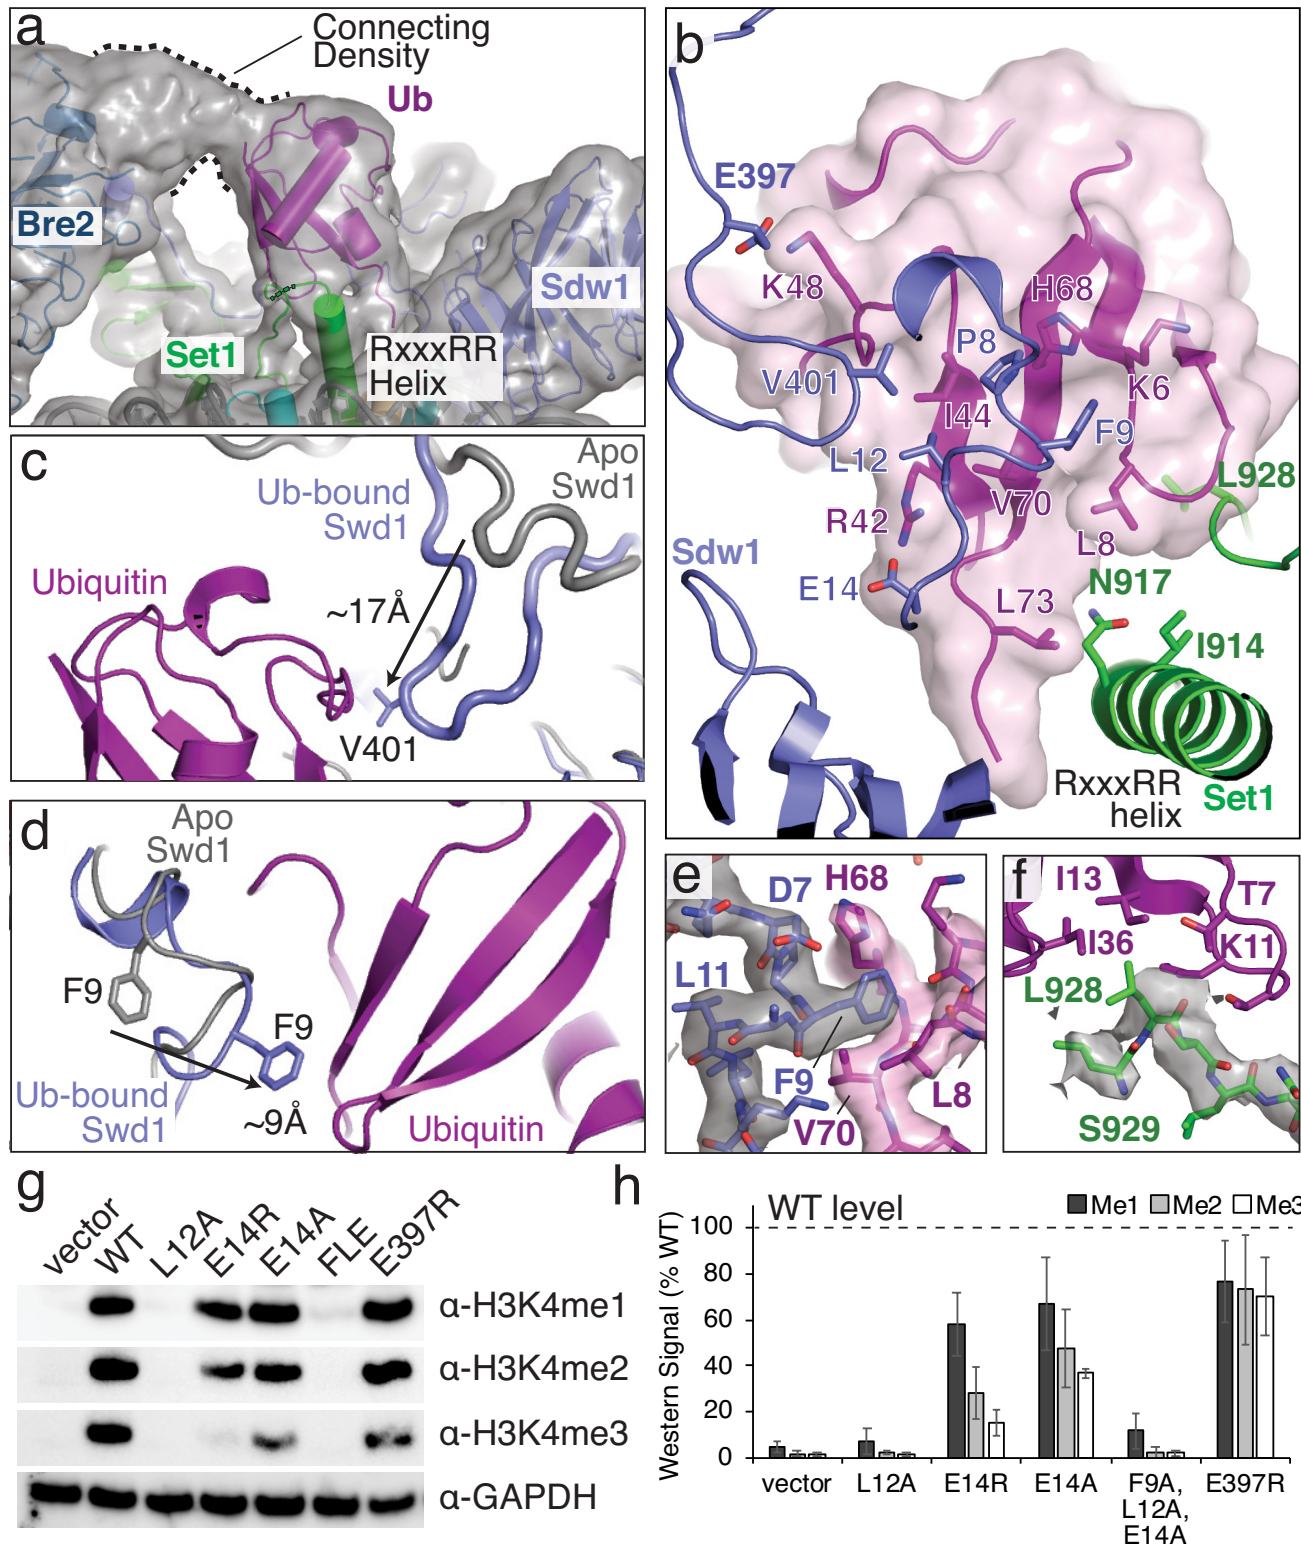 a
Connecting
Density
Ub
Bre2
Sdw1
Set1
RxxxRR
Helix
b
E397
K48
H68
P8
V401
K6
I44
F9
L12
L928
V70
R42
L8
Sdw1
N917
E14
L73
I914
RxxxRR
helix
Set1
c
Apo
Swd1
Ub-bound
Swd1
Ubiquitin
~17Å
V401
d
Apo
Swd1
F9
F9
Ub-bound
Swd1
~9Å
Ubiquitin
e
D7
H68
L11
F9
V70
L8
f
I13
T7
I36
K11
L928
S929
g
vector
WT
L12A
E14R
E14A
FLE
E397R
α-H3K4me1
α-H3K4me2
α-H3K4me3
α-GAPDH
h
WT level
Me1
Me2
Me3
Western Signal (% WT)
100
80
60
40
20
0
vector
L12A
E14R
E14A
F9A,
L12A,
E14A
E397R